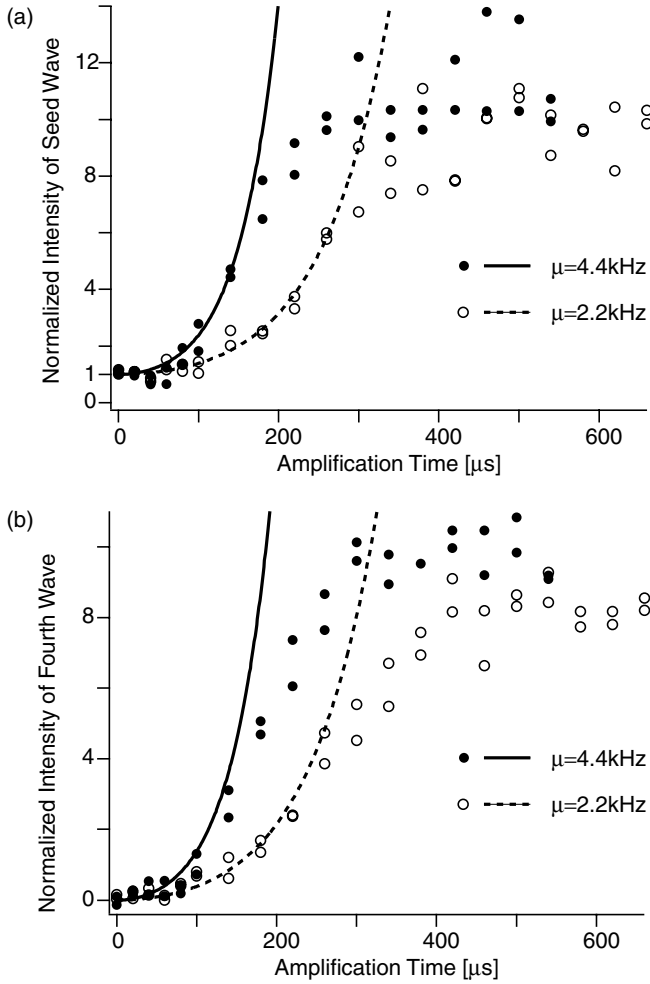 (a)
Normalized Intensity of Seed Wave
12
8
4
1
0
μ=4.4kHz
μ=2.2kHz
0 200 400 600
Amplification Time [μs]
(b)
Normalized Intensity of Fourth Wave
8
4
0
μ=4.4kHz
μ=2.2kHz
0 200 400 600
Amplification Time [μs]